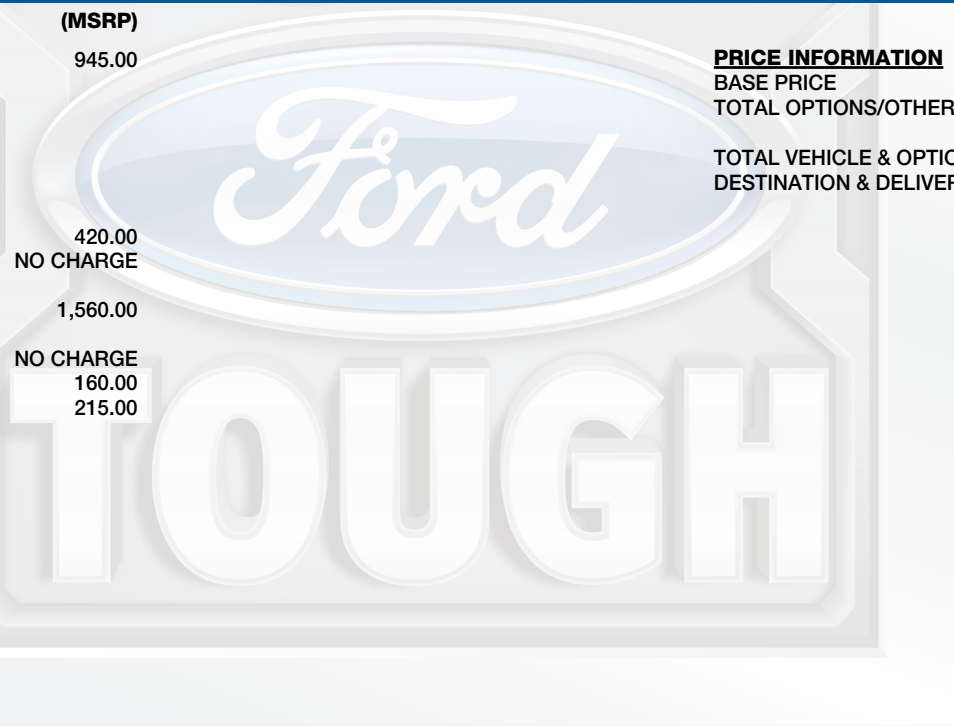 (MSRP)
945.00
420.00
NO CHARGE
1,560.00
NO CHARGE
160.00
215.00
PRICE INFORMATION
BASE PRICE
TOTAL OPTIONS/OTHER
TOTAL VEHICLE & OPTIO
DESTINATION & DELIVER
Ford
TOUGH